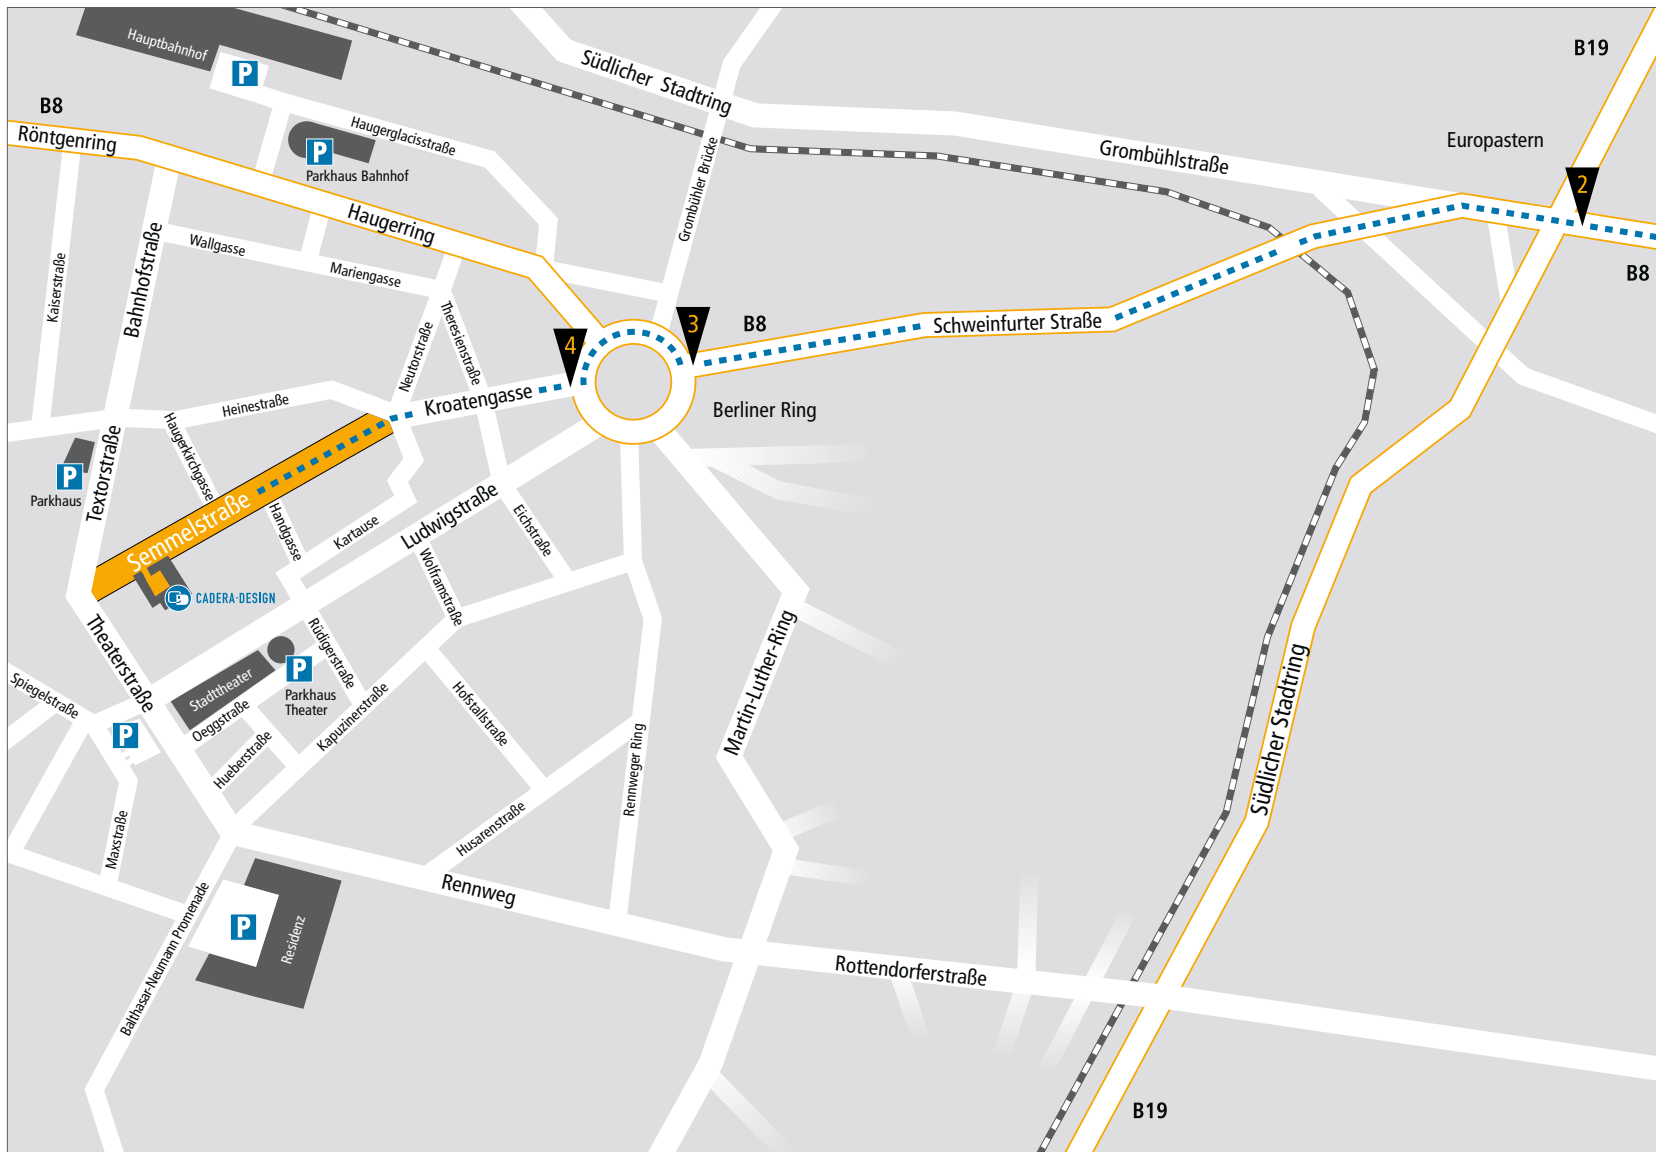 Hauptbahnhof
P
B8
Röntgenring
Haugerglacisstraße
P
Parkhaus Bahnhof
Südlicher Stadtring
Grombühler Brücke
Grombühlstraße
B19
Europastern
2
B8
Haugerring
Wallgasse
Mariengasse
Kaiserstraße
Bahnhofstraße
Neutorstraße
Theresienstraße
4
3
B8
Schweinfurter Straße
Berliner Ring
Kroatengasse
Heinestraße
Haugerkirchgasse
P
Parkhaus
Textorstraße
Semmelstraße
Handgasse
Kartause
Ludwigstraße
Eichstraße
Wolframstraße
CADERA·DESIGN
Theaterstraße
Rüdigerstraße
Spiegelstraße
Stadttheater
P
Parkhaus
Theater
Oeggstraße
P
Hueberstraße
Kapuzinerstraße
Hofstallstraße
Martin-Luther-Ring
Rennweger Ring
Südlicher Stadtring
Maxstraße
Husarenstraße
Rennweg
Balthasar-Neumann Promenade
P
Residenz
Rottendorferstraße
B19